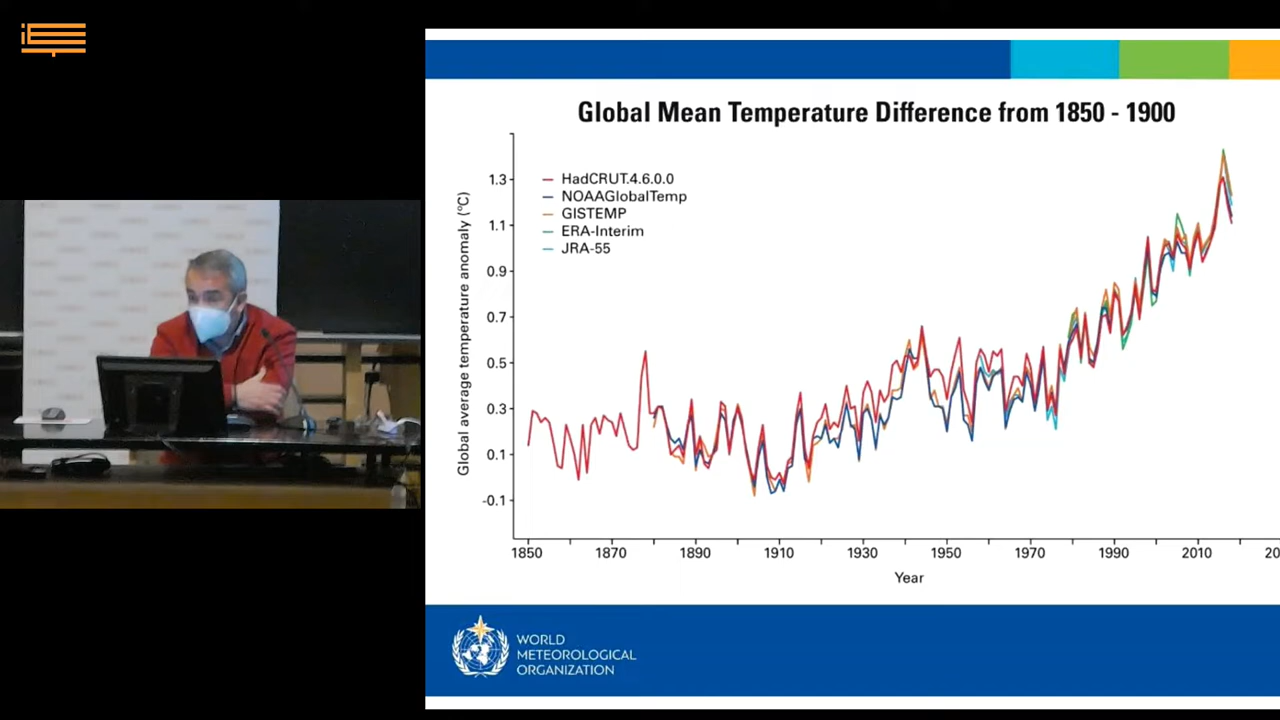 Global Mean Temperature Difference from 1850 - 1900
Global average temperature anomaly (°C)
1.3
1.1
0.9
0.7
0.5
0.3
0.1
-0.1
HadCRUT.4.6.0.0
NOAAGlobalTemp
GISTEMP
ERA-Interim
JRA-55
1850 1870 1890 1910 1930 1950 1970 1990 2010 20
Year
WORLD
METEOROLOGICAL
ORGANIZATION